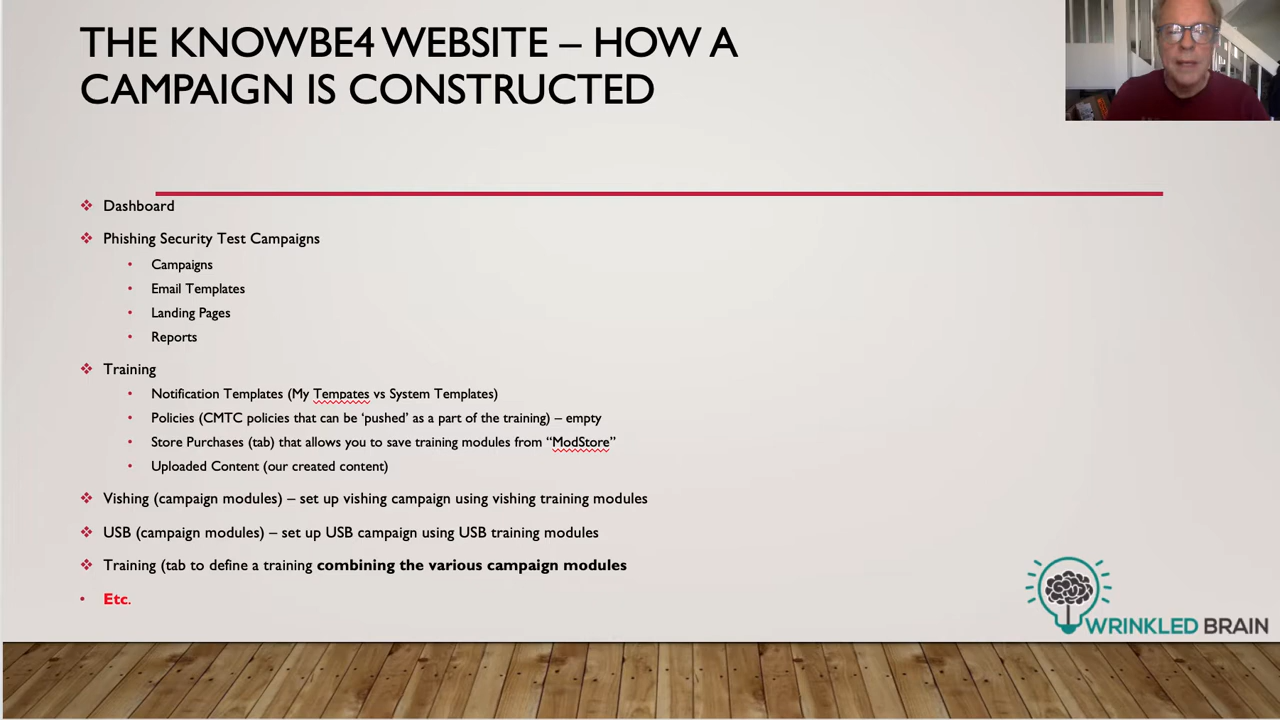 THE KNOWBE4 WEBSITE – HOW A
CAMPAIGN IS CONSTRUCTED
Dashboard
Phishing Security Test Campaigns
Campaigns
Email Templates
Landing Pages
Reports
Training
Notification Templates (My Tempates vs System Templates)
Policies (CMTC policies that can be ‘pushed’ as a part of the training) – empty
Store Purchases (tab) that allows you to save training modules from “ModStore”
Uploaded Content (our created content)
Vishing (campaign modules) – set up vishing campaign using vishing training modules
USB (campaign modules) – set up USB campaign using USB training modules
Training (tab to define a training combining the various campaign modules
Etc.
WRINKLED BRAIN